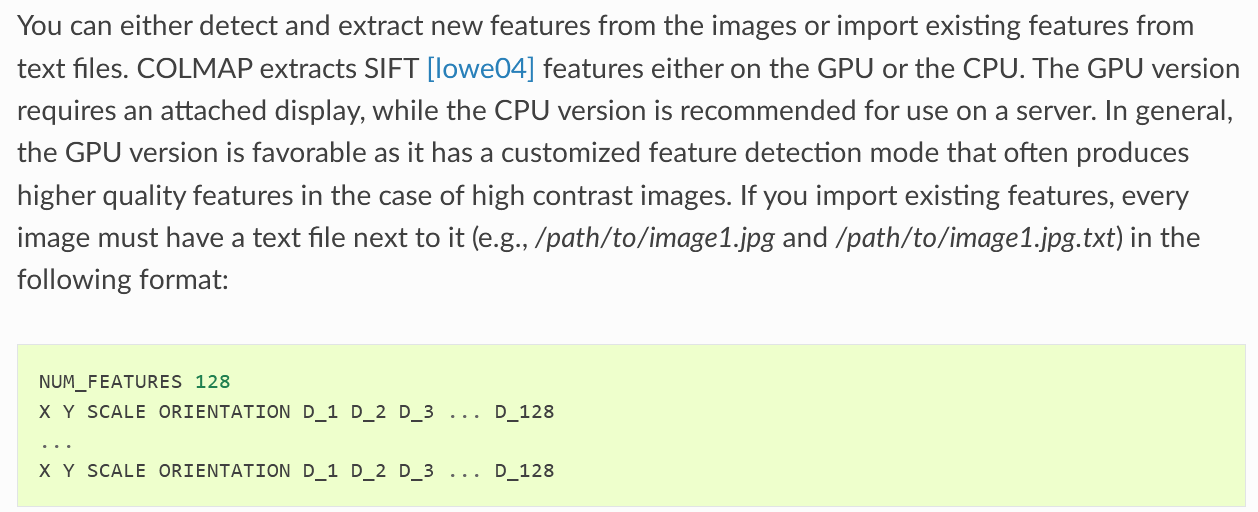 You can either detect and extract new features from the images or import existing features from
text files. COLMAP extracts SIFT [lowe04] features either on the GPU or the CPU. The GPU version
requires an attached display, while the CPU version is recommended for use on a server. In general,
the GPU version is favorable as it has a customized feature detection mode that often produces
higher quality features in the case of high contrast images. If you import existing features, every
image must have a text file next to it (e.g., /path/to/image1.jpg and /path/to/image1.jpg.txt) in the
following format:
NUM_FEATURES 128
X Y SCALE ORIENTATION D_1 D_2 D_3 ... D_128
...
X Y SCALE ORIENTATION D_1 D_2 D_3 ... D_128